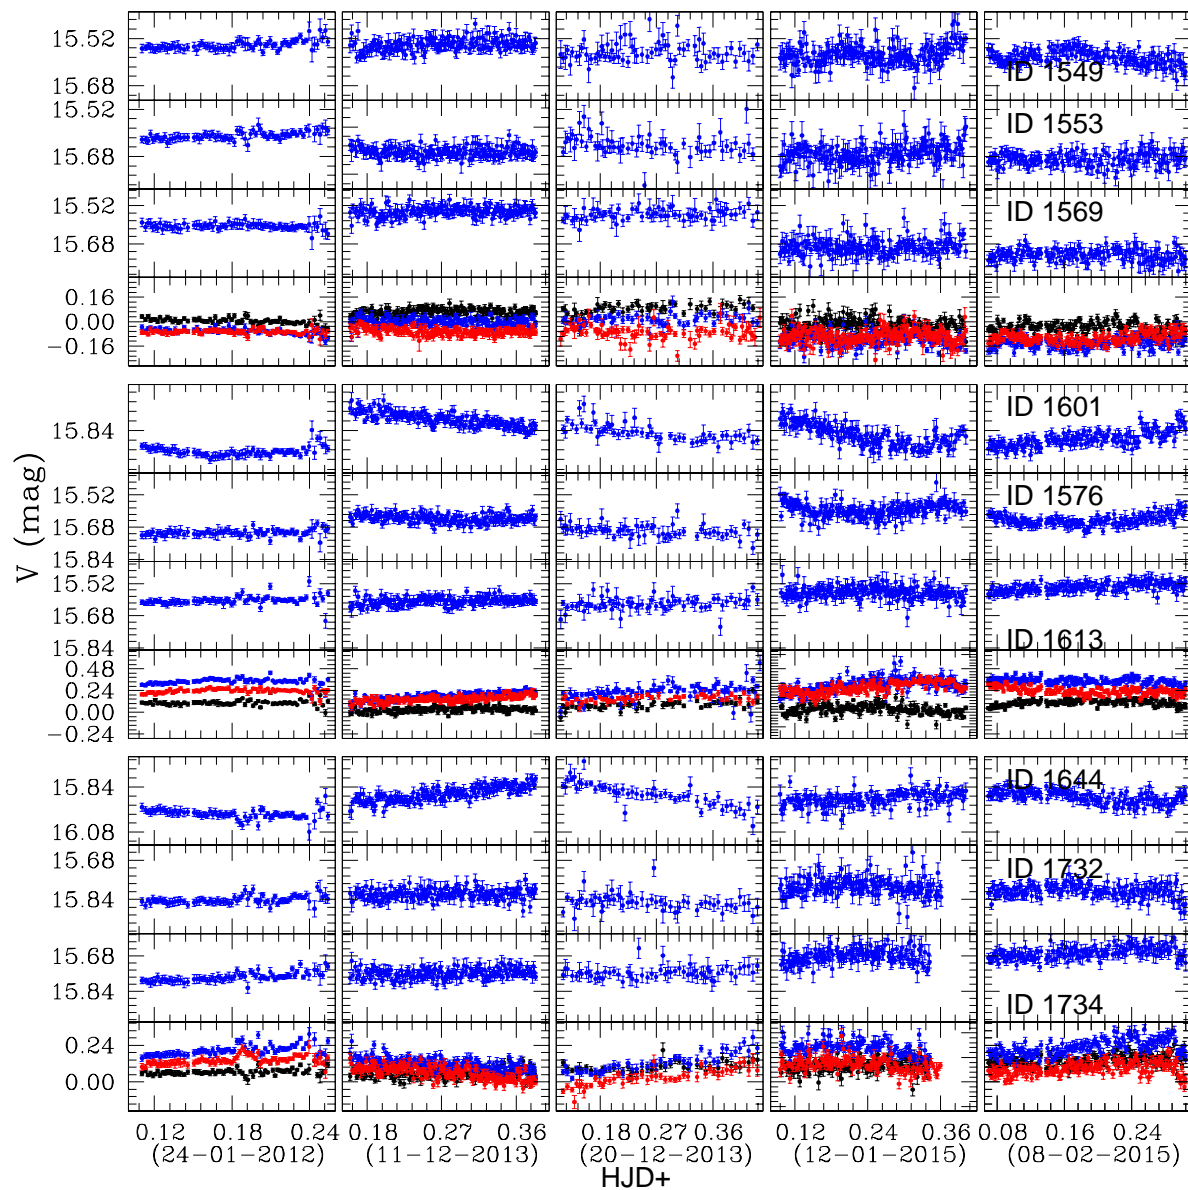 15.52
15.68
ID 1549
15.52
15.68
ID 1553
15.52
15.68
ID 1569
0.16
0.00
−0.16
15.84
ID 1601
15.52
15.68
15.84
ID 1576
15.52
15.68
15.84
ID 1613
0.48
0.24
0.00
−0.24
V (mag)
15.84
16.08
ID 1644
15.68
15.84
ID 1732
15.68
15.84
ID 1734
0.24
0.00
0.12 0.18 0.24 0.18 0.27 0.36 0.18 0.27 0.36 0.12 0.24 0.36 0.08 0.16 0.24
(24-01-2012) (11-12-2013) (20-12-2013) (12-01-2015) (08-02-2015)
HJD+